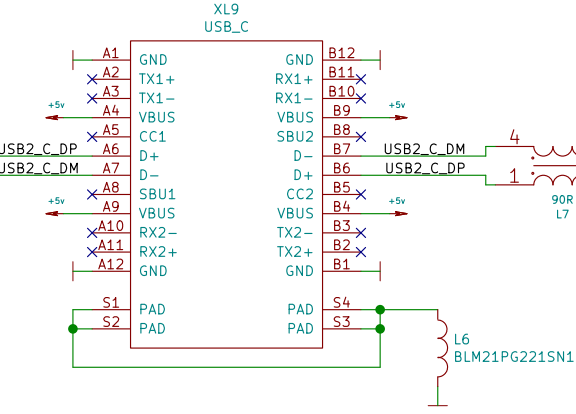 XL9
USB_C
A1 GND GND B12
A2 TX1+ RX1+ B11
A3 TX1- RX1- B10
+5v A4 VBUS VBUS B9 +5v
A5 CC1 SBU2 B8
USB2_C_DP A6 D+ D- B7 USB2_C_DM 4
USB2_C_DM A7 D- D+ B6 USB2_C_DP 1
A8 SBU1 CC2 B5 90R
+5v A9 VBUS VBUS B4 +5v L7
A10 RX2- TX2- B3
A11 RX2+ TX2+ B2
A12 GND GND B1
S1 PAD PAD S4
S2 PAD PAD S3
L6
BLM21PG221SN1